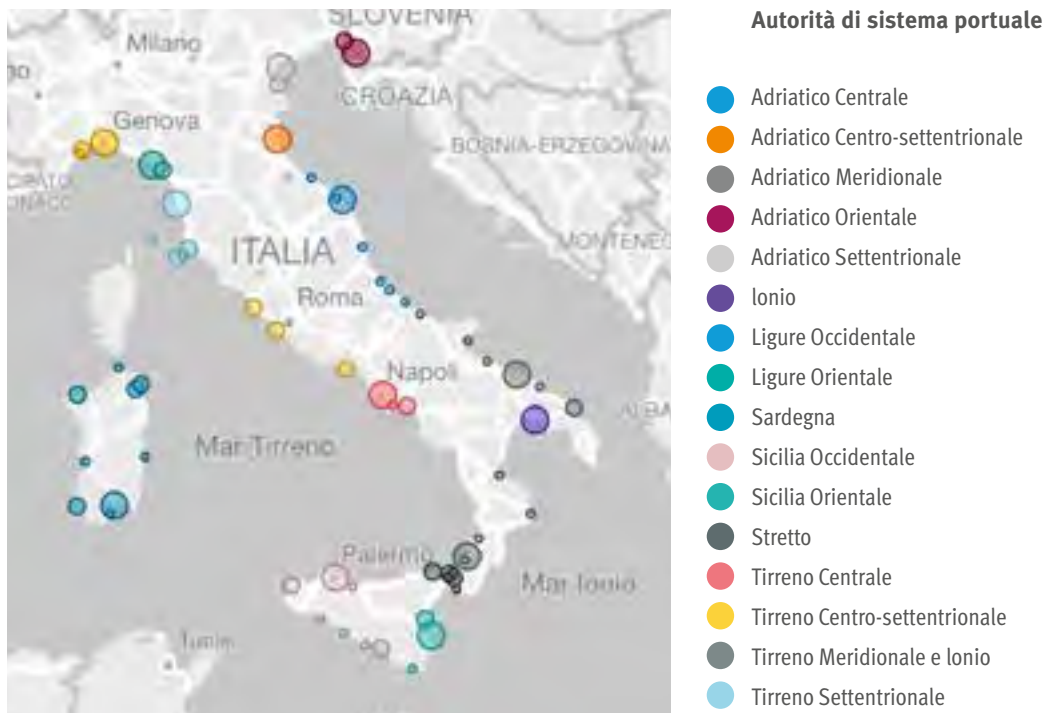 Autorità di sistema portuale
SLOVENIA
Milano
CROAZIA
Genova
BOSNIA-ERZEGOVINA
ITALIA
Roma
Napoli
Mar Tirreno
Palermo
Mar Ionio
Adriatico Centrale
Adriatico Centro-settentrionale
Adriatico Meridionale
Adriatico Orientale
Adriatico Settentrionale
Ionio
Ligure Occidentale
Ligure Orientale
Sardegna
Sicilia Occidentale
Sicilia Orientale
Stretto
Tirreno Centrale
Tirreno Centro-settentrionale
Tirreno Meridionale e Ionio
Tirreno Settentrionale